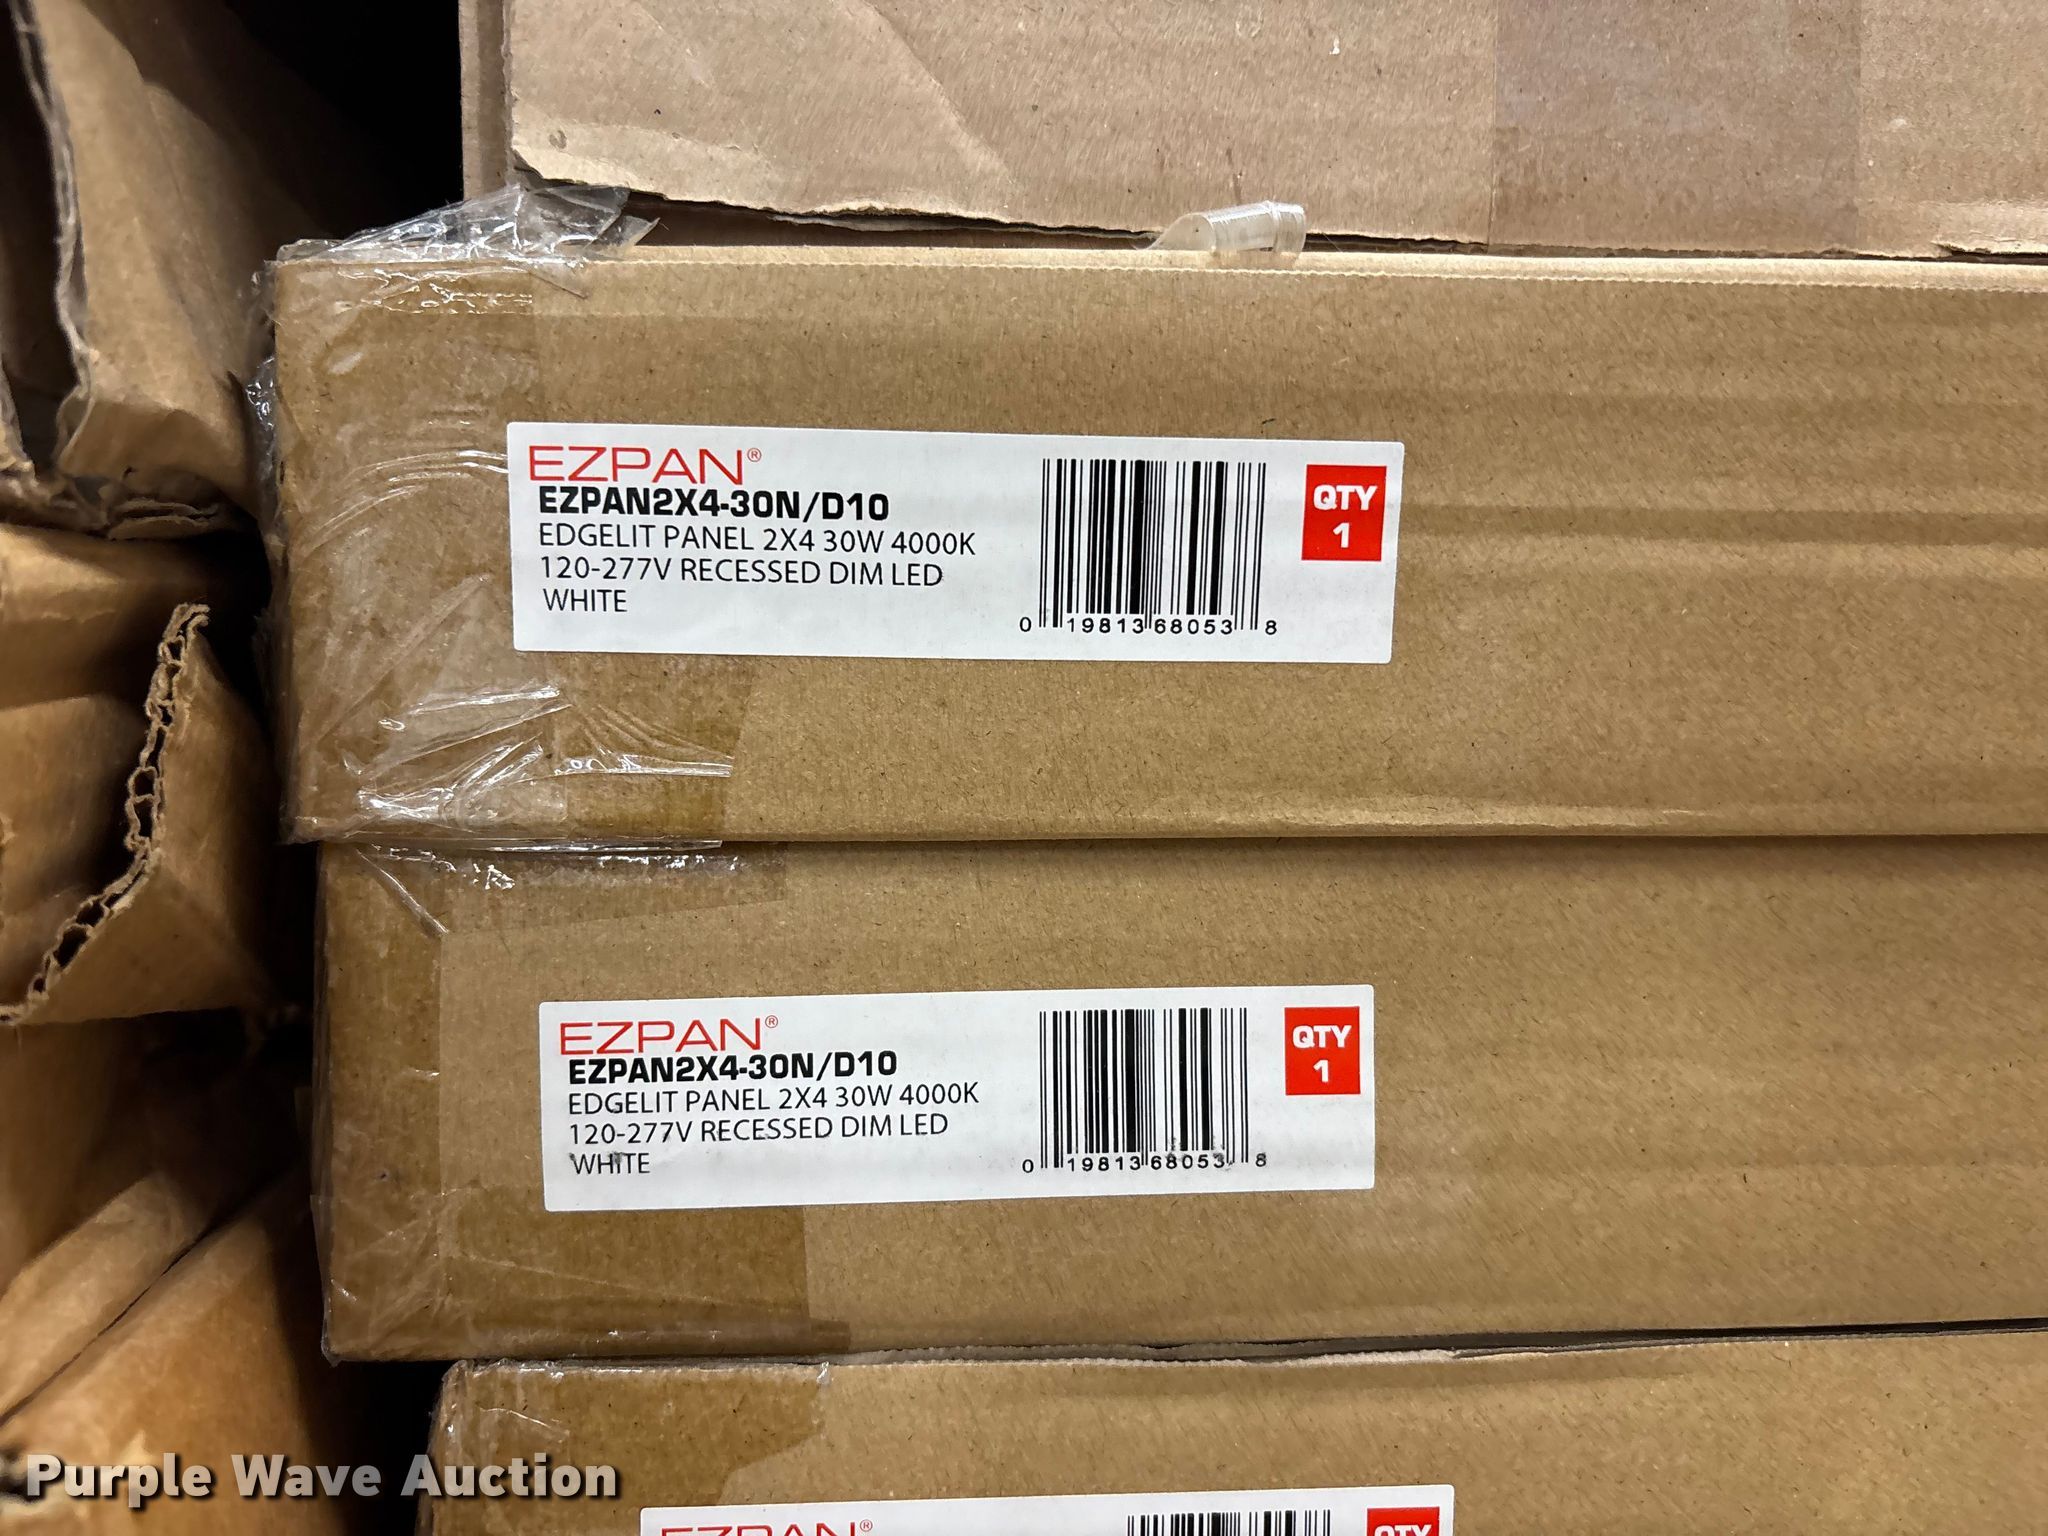 EZPAN®
EZPAN2X4-30N/D10
EDGELIT PANEL 2X4 30W 4000K
120-277V RECESSED DIM LED
WHITE
0 19813 68053 8
QTY
1
EZPAN®
EZPAN2X4-30N/D10
EDGELIT PANEL 2X4 30W 4000K
120-277V RECESSED DIM LED
WHITE
0 19813 68053 8
QTY
1
EZPAN®
QTY
Purple Wave Auction